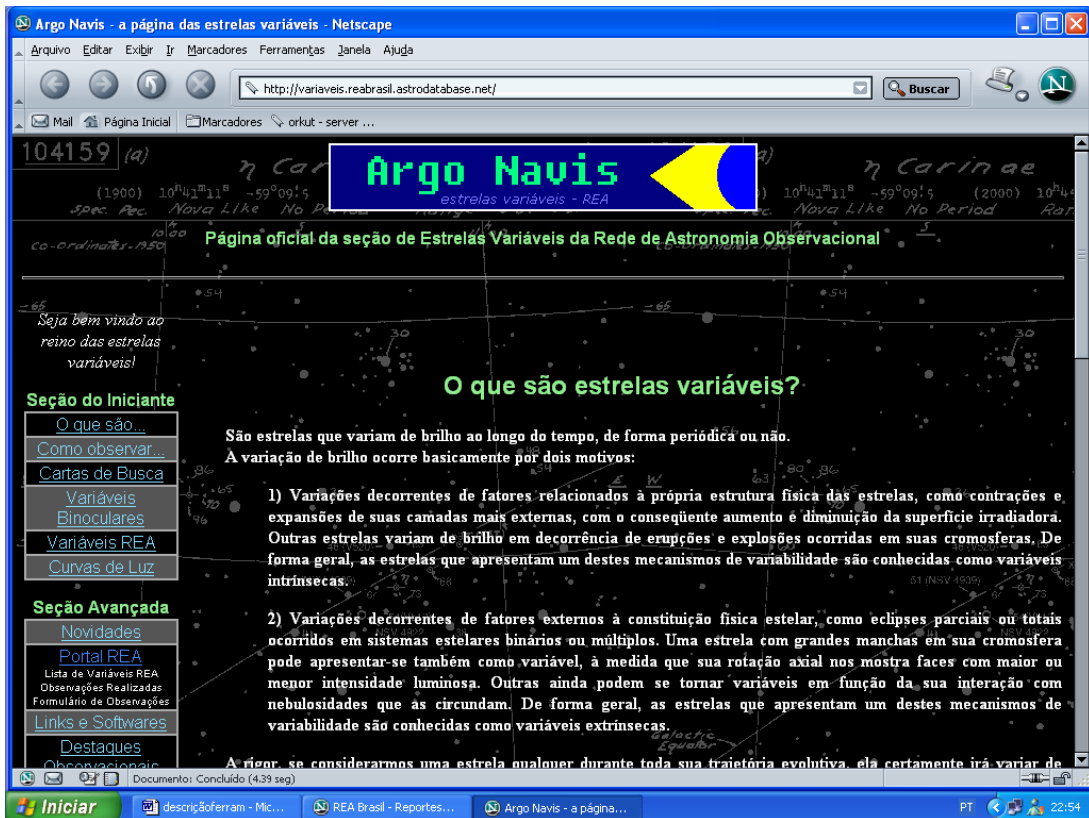 Argo Navis - a página das estrelas variáveis - Netscape
Arquivo Editar Exibir Ir Marcadores Ferramentas Janela Ajuda
http://variaveis.reabrasil.astrodatabase.net/
Buscar
Mail Página Inicial Marcadores orkut - server ...
104159 (a)
η Carinae
(1900) 10h41m11s -59°09!5 (2000)
Spec. Pec. Nova Like No Period
co-ordinates-1950
Argo Navis
estrelas variáveis - REA
Página oficial da seção de Estrelas Variáveis da Rede de Astronomia Observacional
Seja bem vindo ao
reino das estrelas
variáveis!
Seção do Iniciante
O que são...
Como observar...
Cartas de Busca
Variáveis
Binoculares
Variáveis REA
Curvas de Luz
Seção Avançada
Novidades
Portal REA
Lista de Variáveis REA
Observações Realizadas
Formulário de Observações
Links e Softwares
Destaques
Observacionais
O que são estrelas variáveis?
São estrelas que variam de brilho ao longo do tempo, de forma periódica ou não.
A variação de brilho ocorre basicamente por dois motivos:
1) Variações decorrentes de fatores relacionados à própria estrutura física das estrelas, como contrações e
expansões de suas camadas mais externas, com o conseqüente aumento e diminuição da superfície irradiadora.
Outras estrelas variam de brilho em decorrência de erupções e explosões ocorridas em suas cromosferas. De
forma geral, as estrelas que apresentam um destes mecanismos de variabilidade são conhecidas como variáveis
intrínsecas.
2) Variações decorrentes de fatores externos à constituição física estelar, como eclipses parciais ou totais
ocorridos em sistemas estelares binários ou múltiplos. Uma estrela com grandes manchas em sua cromosfera
pode apresentar-se também como variável, à medida que sua rotação axial nos mostra faces com maior ou
menor intensidade luminosa. Outras ainda podem se tornar variáveis em função da sua interação com
nebulosidades que as circundam. De forma geral, as estrelas que apresentam um destes mecanismos de
variabilidade são conhecidas como variáveis extrínsecas.
Galactic
Equator
A rigor, se considerarmos uma estrela qualquer durante toda sua trajetória evolutiva, ela certamente irá variar de
Documento: Concluído (4.39 seg)
Iniciar
descriçãoferram - Mic...
REA Brasil - Reportes...
Argo Navis - a página...
PT
22:54